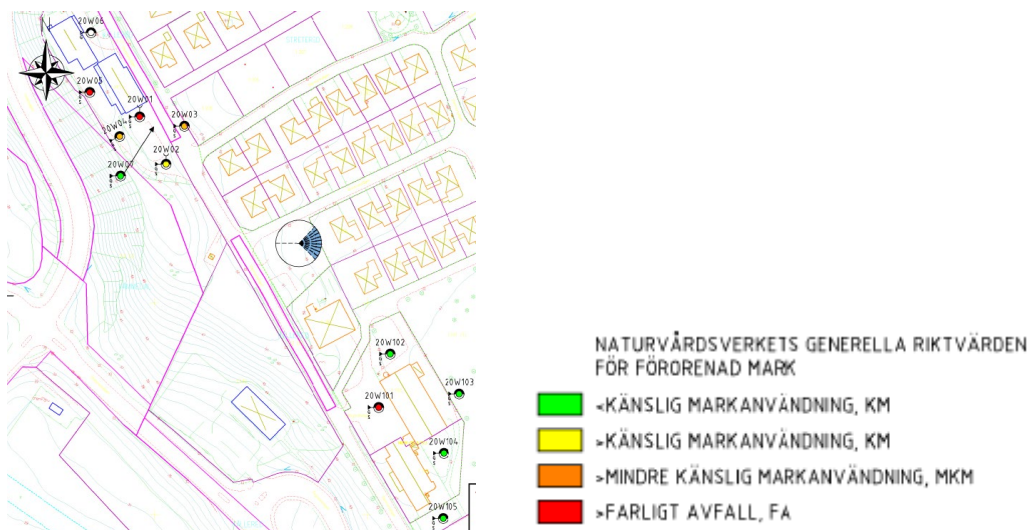 20W06
20W05
20W01
20W03
20W04
20W02
20W07
20W102
20W103
20W101
20W104
20W105
NATURVÅRDSVERKETS GENERELLA RIKTVÄRDEN
FÖR FÖRORENAD MARK
<KÄNSLIG MARKANVÄNDNING, KM
>KÄNSLIG MARKANVÄNDNING, KM
>MINDRE KÄNSLIG MARKANVÄNDNING, MKM
>FARLIGT AVFALL, FA